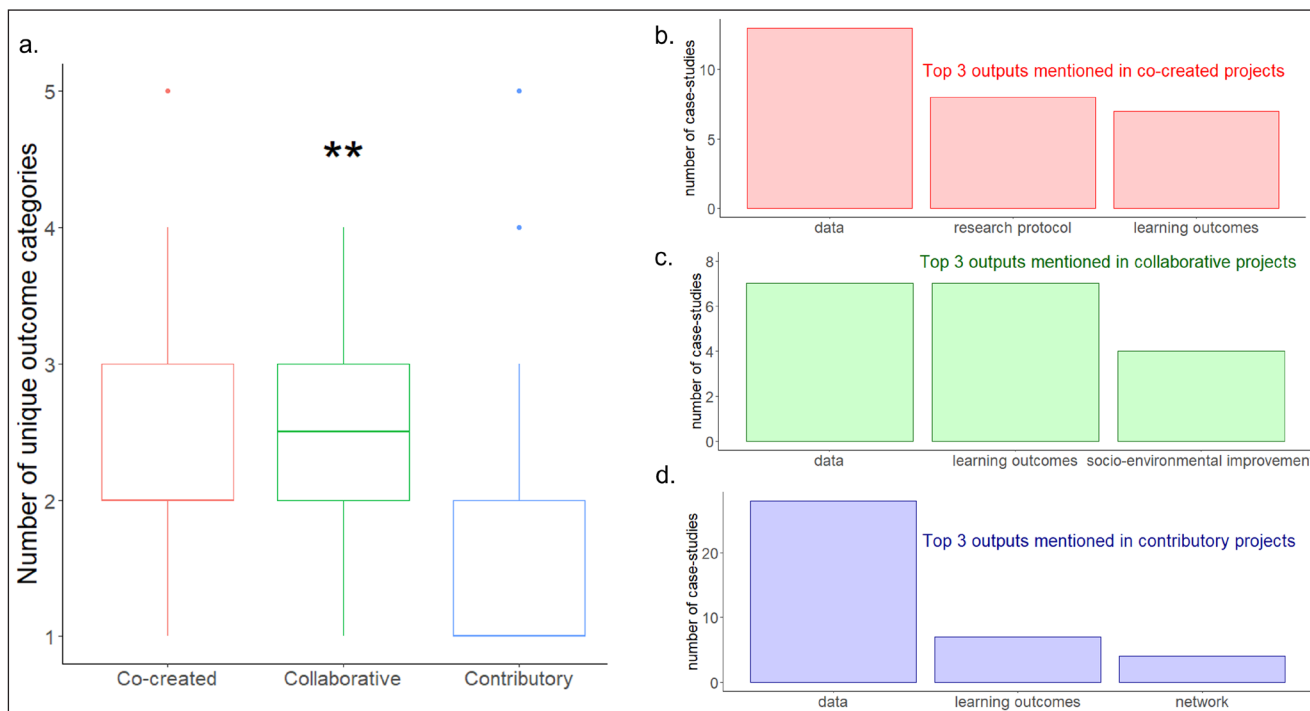 a.
Number of unique outcome categories
5
4
3
2
1
**
Co-created Collaborative Contributory
b.
number of case-studies
10
5
0
Top 3 outputs mentioned in co-created projects
data research protocol learning outcomes
c.
number of case-studies
8
6
4
2
0
Top 3 outputs mentioned in collaborative projects
data learning outcomes socio-environmental improvemen
d.
number of case-studies
20
10
0
Top 3 outputs mentioned in contributory projects
data learning outcomes network